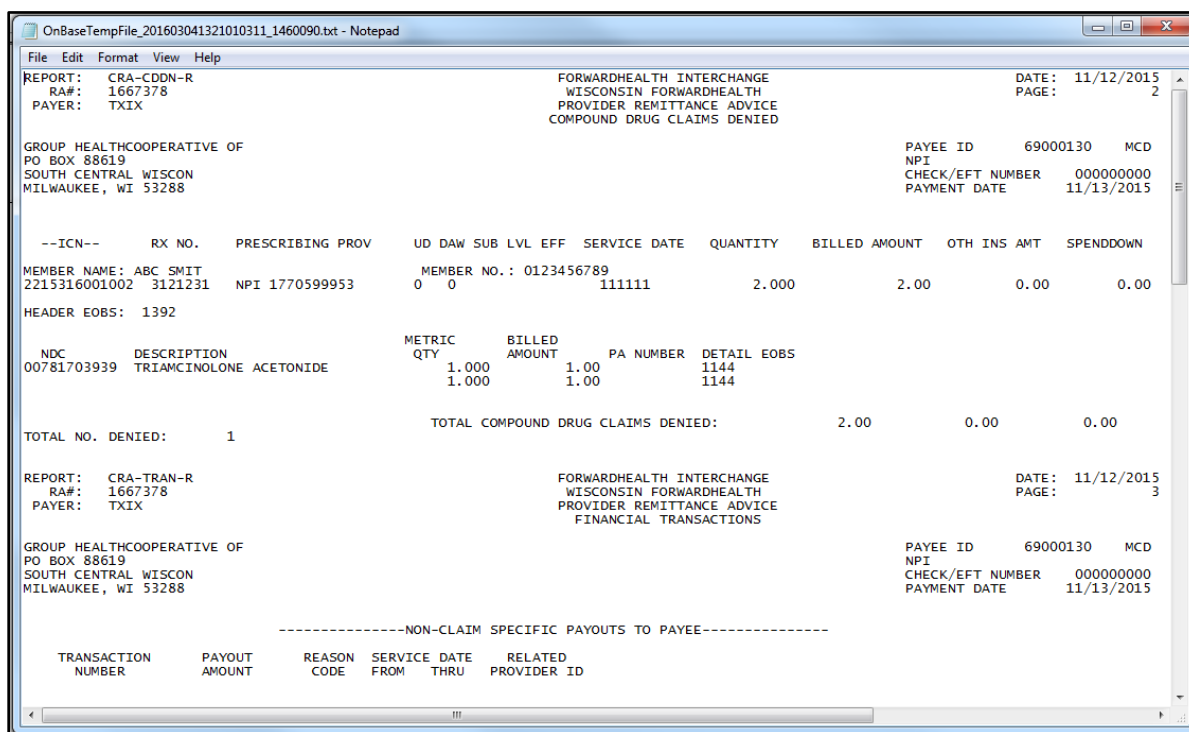 OnBaseTempFile_201603041321010311_1460090.txt - Notepad
File Edit Format View Help
REPORT: CRA-CDDN-R FORWARDHEALTH INTERCHANGE DATE: 11/12/2015
RA#: 1667378 WISCONSIN FORWARDHEALTH PAGE: 2
PAYER: TXIX PROVIDER REMITTANCE ADVICE
COMPOUND DRUG CLAIMS DENIED
GROUP HEALTHCOOPERATIVE OF PAYEE ID 69000130 MCD
PO BOX 88619 NPI
SOUTH CENTRAL WISCON CHECK/EFT NUMBER 000000000
MILWAUKEE, WI 53288 PAYMENT DATE 11/13/2015
--ICN-- RX NO. PRESCRIBING PROV UD DAW SUB LVL EFF SERVICE DATE QUANTITY BILLED AMOUNT OTH INS AMT SPENDDOWN
MEMBER NAME: ABC SMIT MEMBER NO.: 0123456789
2215316001002 3121231 NPI 1770599953 0 0 111111 2.000 2.00 0.00 0.00
HEADER EOBS: 1392
METRIC BILLED
NDC DESCRIPTION QTY AMOUNT PA NUMBER DETAIL EOBS
00781703939 TRIAMCINOLONE ACETONIDE 1.000 1.00 1144
1.000 1.00 1144
TOTAL COMPOUND DRUG CLAIMS DENIED: 2.00 0.00 0.00
TOTAL NO. DENIED: 1
REPORT: CRA-TRAN-R FORWARDHEALTH INTERCHANGE DATE: 11/12/2015
RA#: 1667378 WISCONSIN FORWARDHEALTH PAGE: 3
PAYER: TXIX PROVIDER REMITTANCE ADVICE
FINANCIAL TRANSACTIONS
GROUP HEALTHCOOPERATIVE OF PAYEE ID 69000130 MCD
PO BOX 88619 NPI
SOUTH CENTRAL WISCON CHECK/EFT NUMBER 000000000
MILWAUKEE, WI 53288 PAYMENT DATE 11/13/2015
---------------NON-CLAIM SPECIFIC PAYOUTS TO PAYEE---------------
TRANSACTION PAYOUT REASON SERVICE DATE RELATED
NUMBER AMOUNT CODE FROM THRU PROVIDER ID